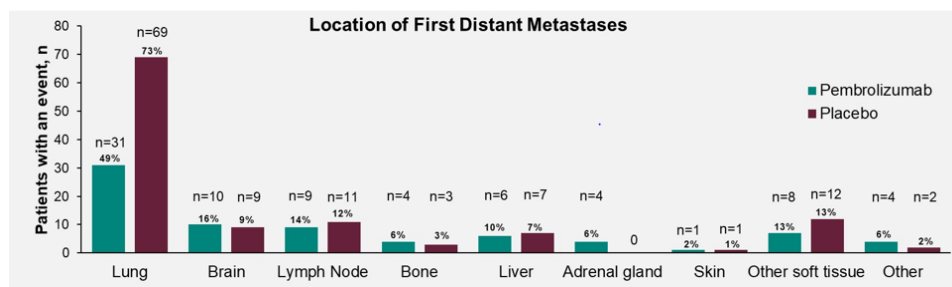 Location of First Distant Metastases
Patients with an event, n
80
70
60
50
40
30
20
10
0
n=31
49%
n=69
73%
n=10
16%
n=9
9%
n=9
14%
n=11
12%
n=4
6%
n=3
3%
n=6
10%
n=7
7%
n=4
6%
0
n=1
2%
n=1
1%
n=8
13%
n=12
13%
n=4
6%
n=2
2%
Pembrolizumab
Placebo
Lung Brain Lymph Node Bone Liver Adrenal gland Skin Other soft tissue Other